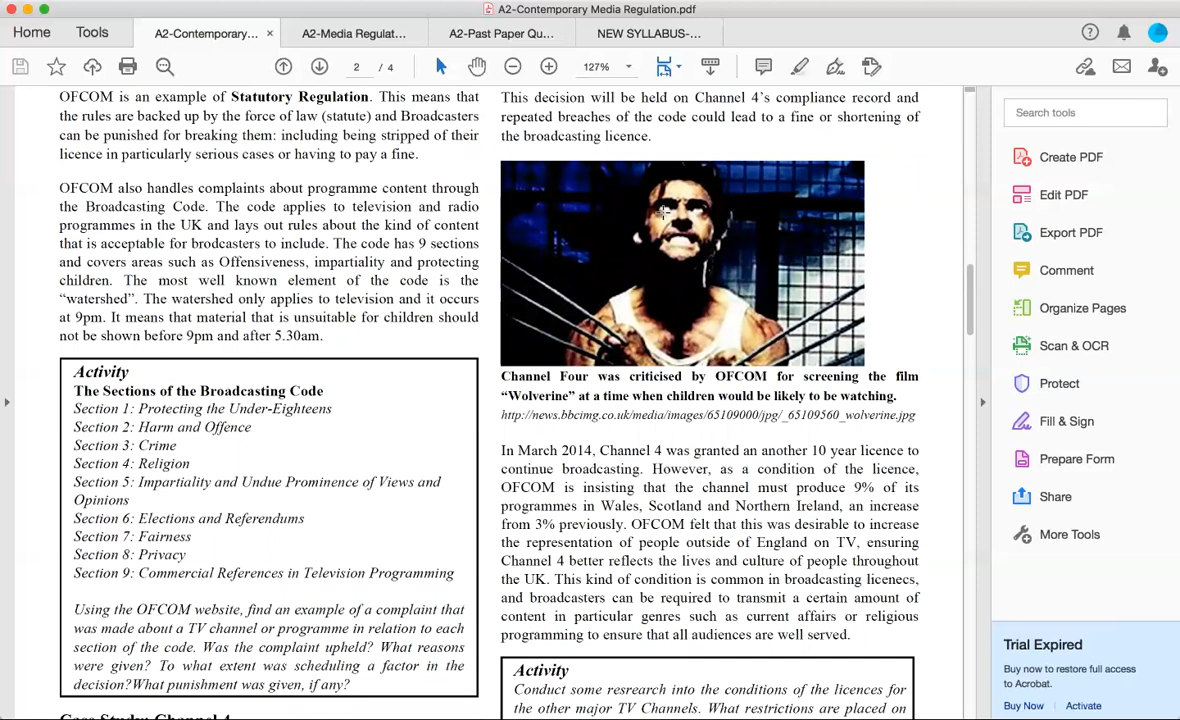 A2-Contemporary Media Regulation.pdf
Home
Tools
A2-Contemporary... ×
A2-Media Regulat...
A2-Past Paper Qu...
NEW SYLLABUS-...
2 / 4
127%
OFCOM is an example of Statutory Regulation. This means that
the rules are backed up by the force of law (statute) and Broadcasters
can be punished for breaking them: including being stripped of their
licence in particularly serious cases or having to pay a fine.
OFCOM also handles complaints about programme content through
the Broadcasting Code. The code applies to television and radio
programmes in the UK and lays out rules about the kind of content
that is acceptable for brodcasters to include. The code has 9 sections
and covers areas such as Offensiveness, impartiality and protecting
children. The most well known element of the code is the
“watershed”. The watershed only applies to television and it occurs
at 9pm. It means that material that is unsuitable for children should
not be shown before 9pm and after 5.30am.
Activity
The Sections of the Broadcasting Code
Section 1: Protecting the Under-Eighteens
Section 2: Harm and Offence
Section 3: Crime
Section 4: Religion
Section 5: Impartiality and Undue Prominence of Views and
Opinions
Section 6: Elections and Referendums
Section 7: Fairness
Section 8: Privacy
Section 9: Commercial References in Television Programming
Using the OFCOM website, find an example of a complaint that
was made about a TV channel or programme in relation to each
section of the code. Was the complaint upheld? What reasons
were given? To what extent was scheduling a factor in the
decision?What punishment was given, if any?
Case Study: Channel 4
This decision will be held on Channel 4’s compliance record and
repeated breaches of the code could lead to a fine or shortening of
the broadcasting licence.
Channel Four was criticised by OFCOM for screening the film
“Wolverine” at a time when children would be likely to be watching.
http://news.bbcimg.co.uk/media/images/65109000/jpg/_65109560_wolverine.jpg
In March 2014, Channel 4 was granted an another 10 year licence to
continue broadcasting. However, as a condition of the licence,
OFCOM is insisting that the channel must produce 9% of its
programmes in Wales, Scotland and Northern Ireland, an increase
from 3% previously. OFCOM felt that this was desirable to increase
the representation of people outside of England on TV, ensuring
Channel 4 better reflects the lives and culture of people throughout
the UK. This kind of condition is common in broadcasting licenecs,
and broadcasters can be required to transmit a certain amount of
content in particular genres such as current affairs or religious
programming to ensure that all audiences are well served.
Activity
Conduct some resrearch into the conditions of the licences for
the other major TV Channels. What restrictions are placed on
Search tools
Create PDF
Edit PDF
Export PDF
Comment
Organize Pages
Scan & OCR
Protect
Fill & Sign
Prepare Form
Share
More Tools
Trial Expired
Buy now to restore full access
to Acrobat.
Buy Now
Activate